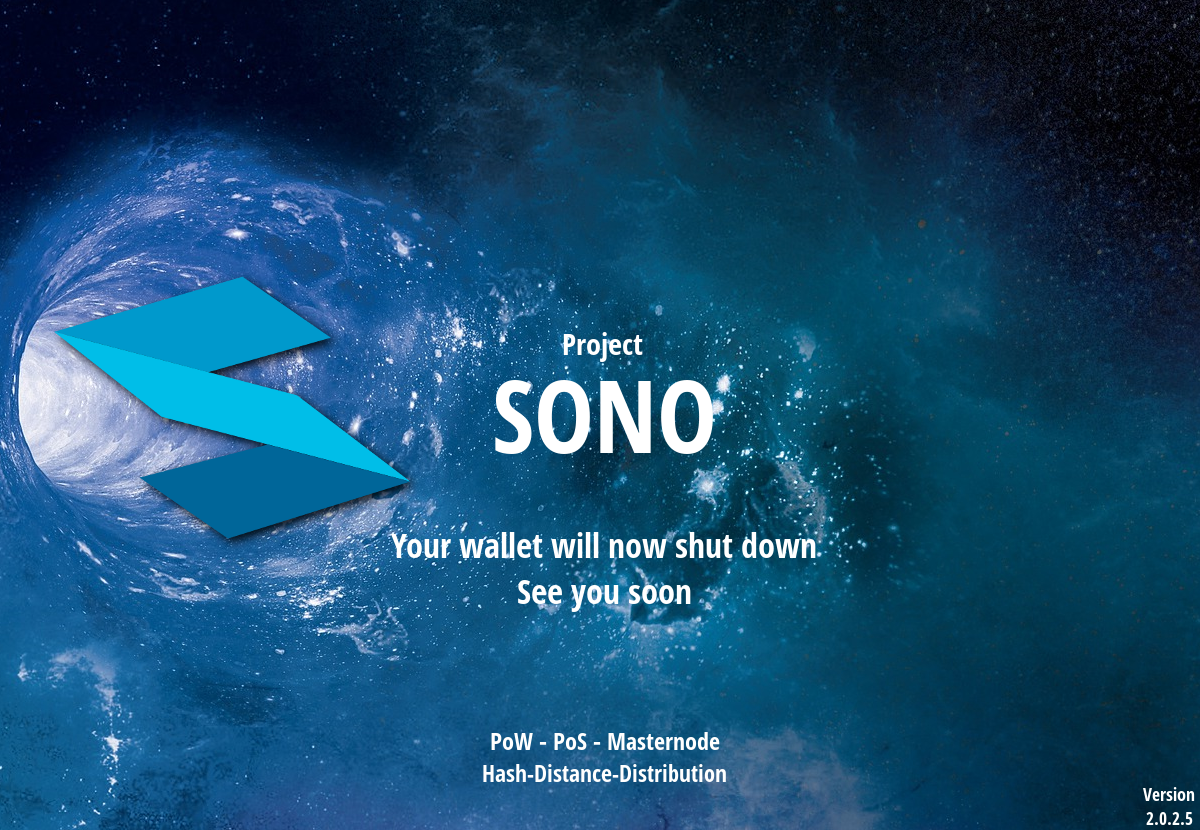 Project
SONO
Your wallet will now shut down
See you soon
PoW - PoS - Masternode
Hash-Distance-Distribution
Version
2.0.2.5